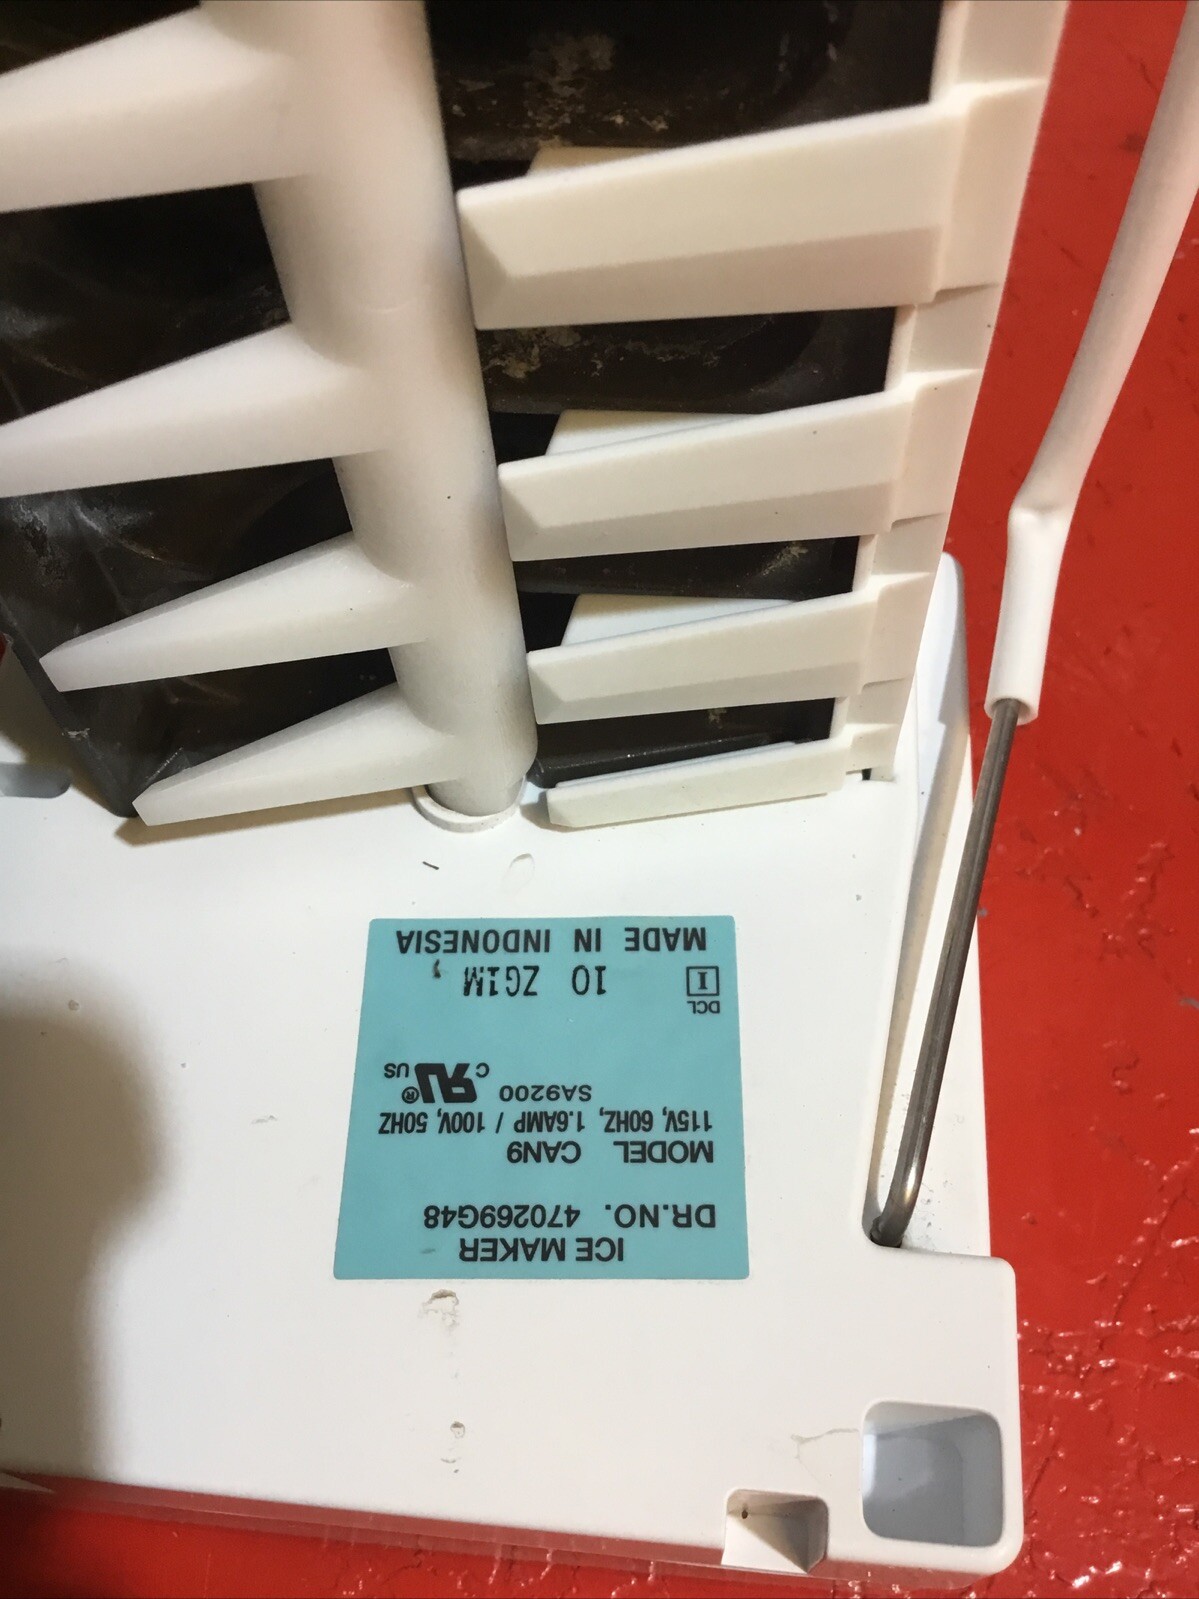 ICE MAKER
DR.NO. 470269G48
MODEL CAN9
115V, 60HZ, 1.6AMP / 100V, 50HZ
SA9200 C UL ® US
DCL
I 10 ZG1M,
MADE IN INDONESIA